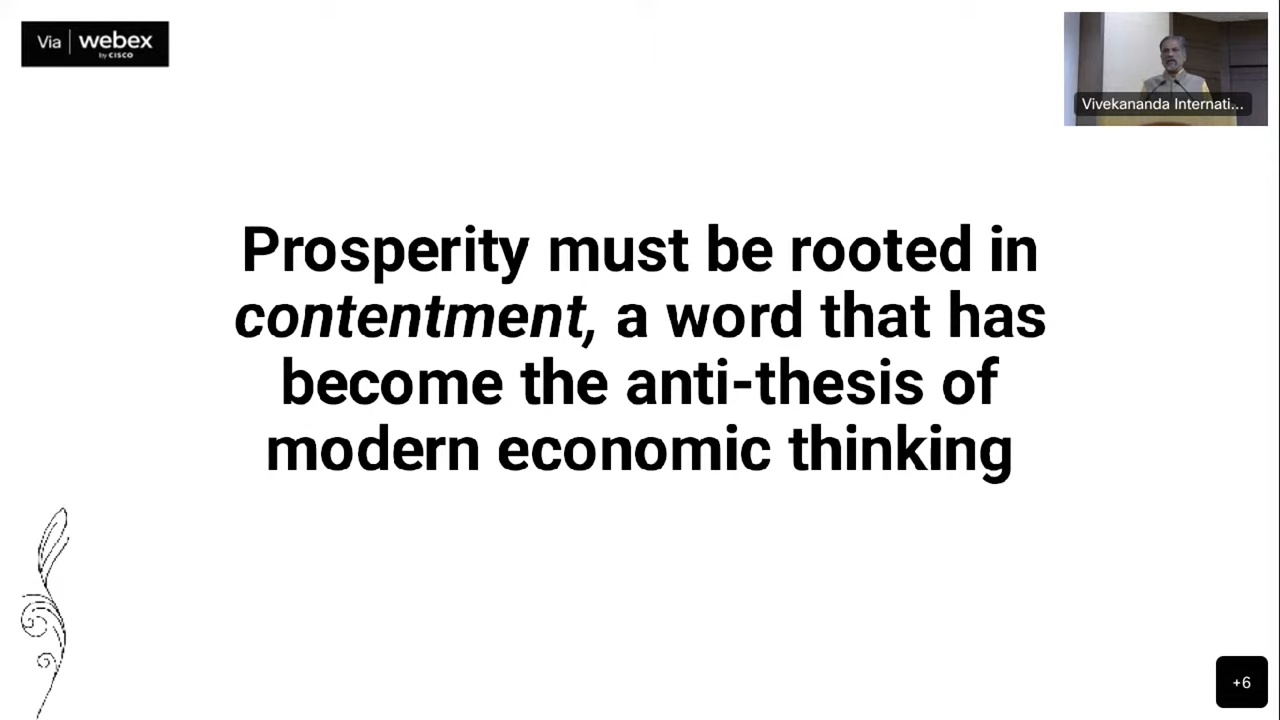 Via webex
by CISCO
Vivekananda Internati...
Prosperity must be rooted in
contentment, a word that has
become the anti-thesis of
modern economic thinking
+6